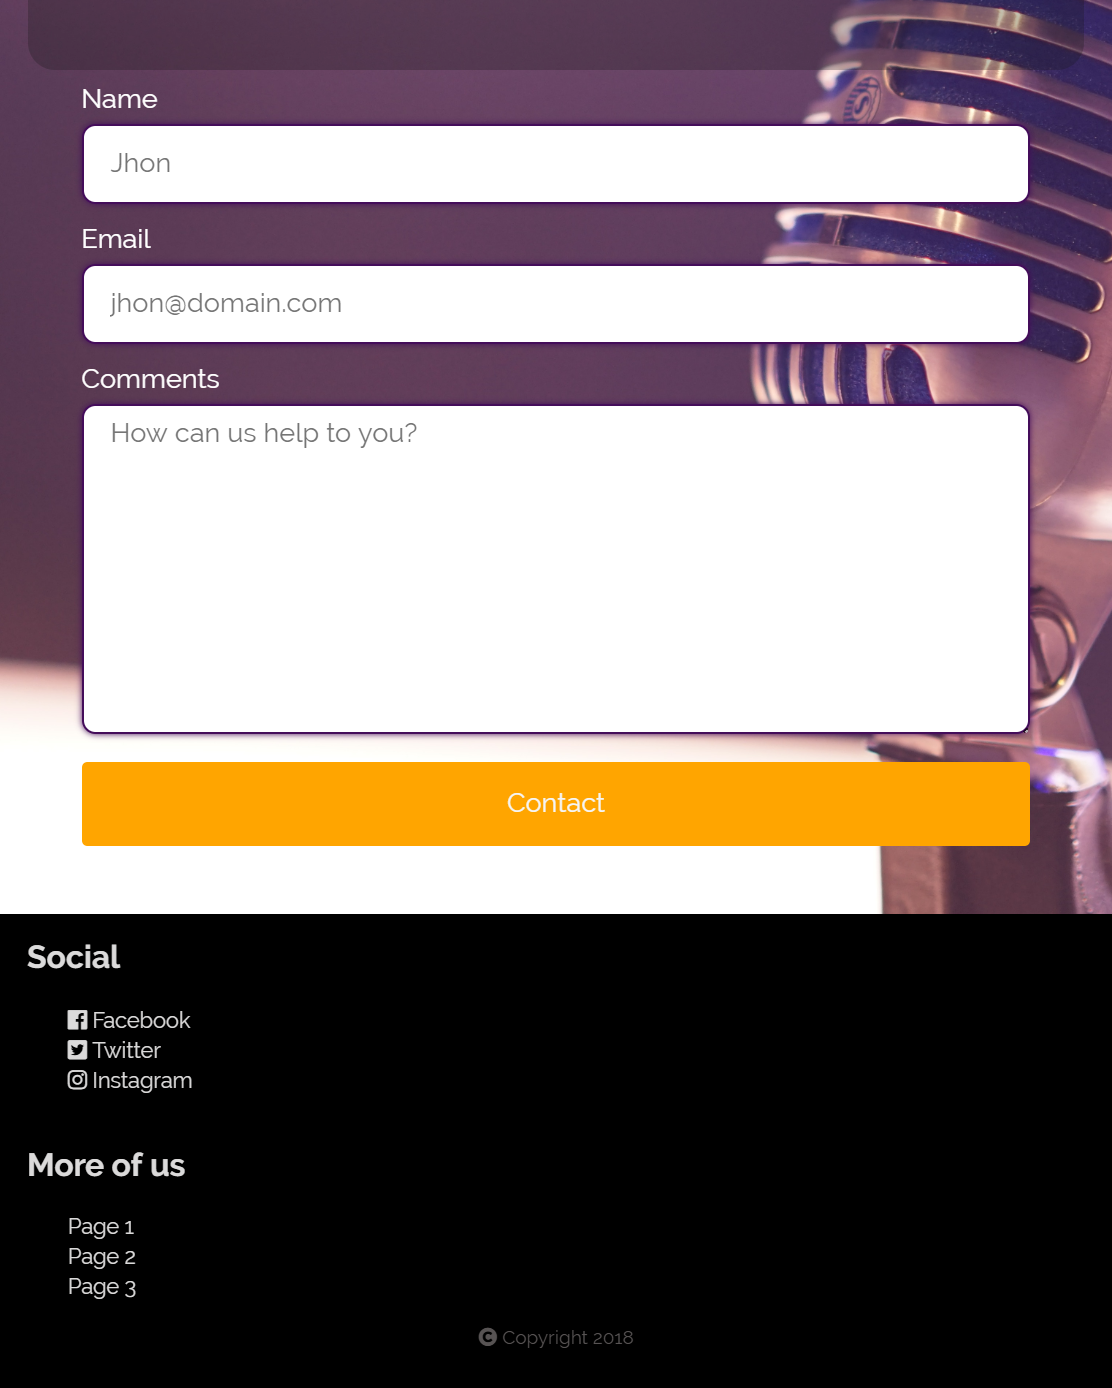 Name
Jhon
Email
jhon@domain.com
Comments
How can us help to you?
Contact
Social
Facebook
Twitter
Instagram
More of us
Page 1
Page 2
Page 3
© Copyright 2018